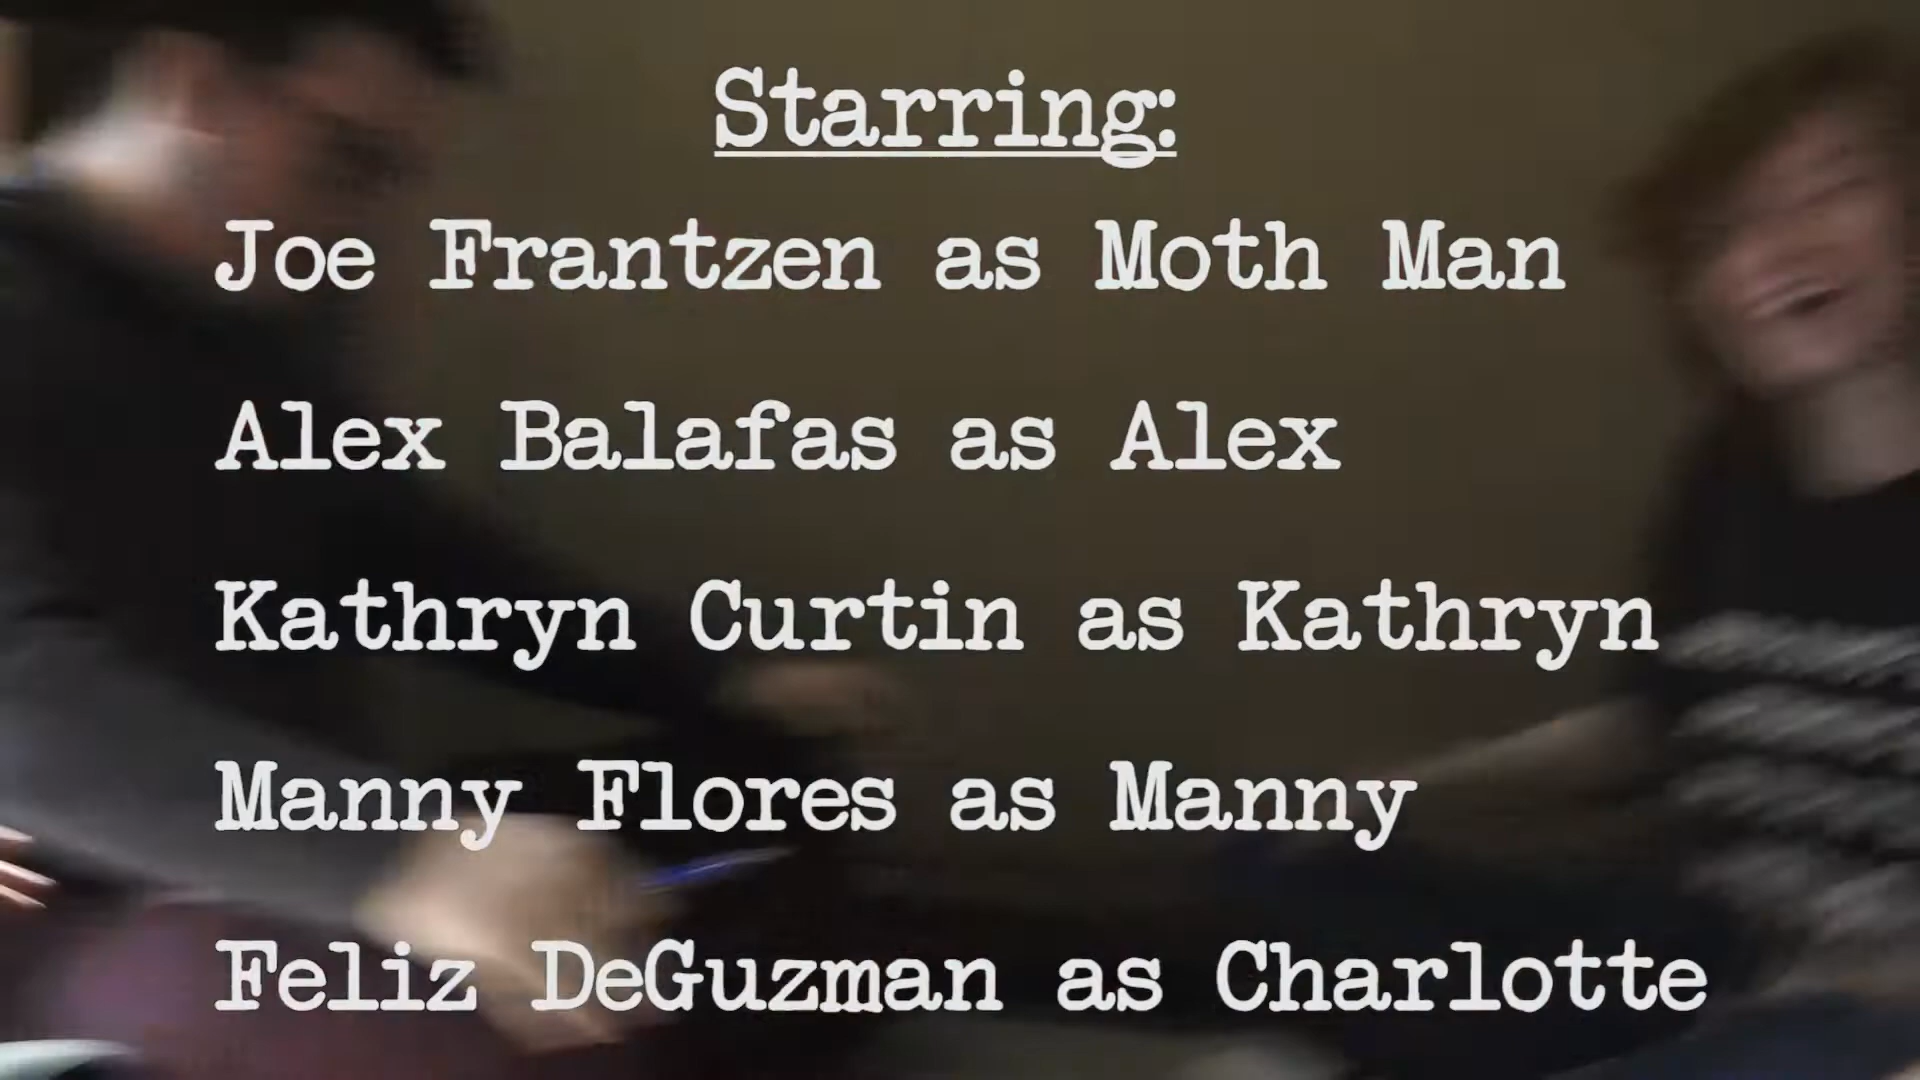 Starring:
Joe Frantzen as Moth Man
Alex Balafas as Alex
Kathryn Curtin as Kathryn
Manny Flores as Manny
Feliz DeGuzman as Charlotte